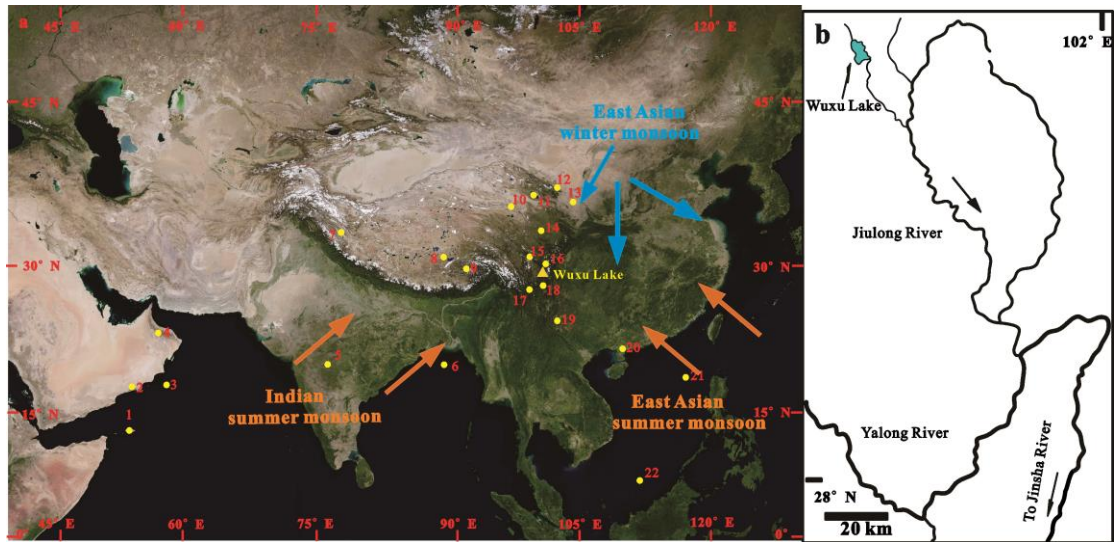 a
45° E
60° E
75° E
90° E
105° E
120° E
45° N
45° N
East Asian
winter monsoon
12
10
11
13
14
7
30° N
8
9
15
16
Wuxu Lake
30° N
17
18
19
4
5
6
20
21
2
3
Indian
summer monsoon
East Asian
summer monsoon
15° N
1
15° N
22
0°
45° E
60° E
75° E
90° E
105° E
120° E
b
102° E
Wuxu Lake
Jiulong River
Yalong River
To Jinsha River
28° N
20 km